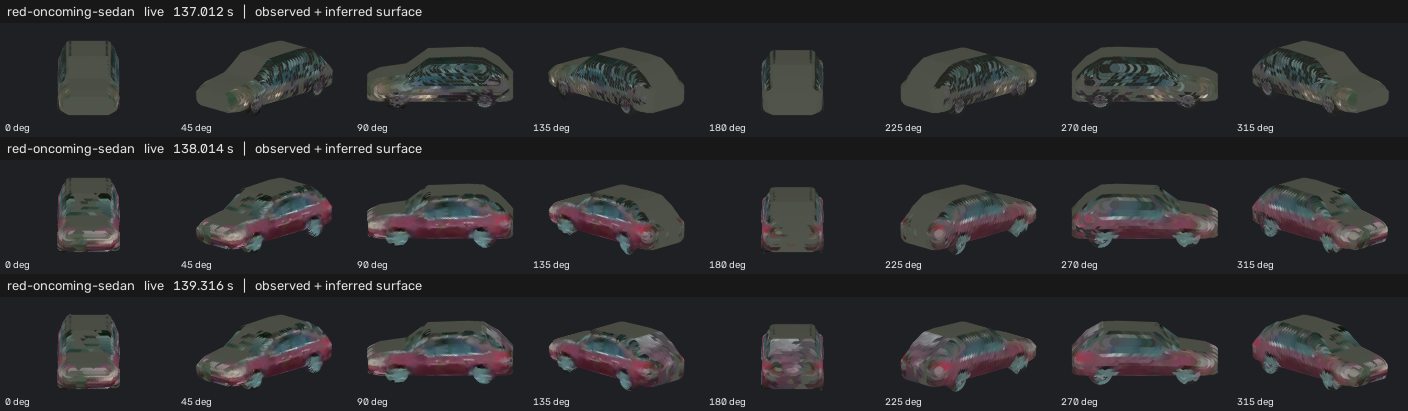 red-oncoming-sedan live 137.012 s | observed + inferred surface
0 deg 45 deg 90 deg 135 deg 180 deg 225 deg 270 deg 315 deg
red-oncoming-sedan live 138.014 s | observed + inferred surface
0 deg 45 deg 90 deg 135 deg 180 deg 225 deg 270 deg 315 deg
red-oncoming-sedan live 139.316 s | observed + inferred surface
0 deg 45 deg 90 deg 135 deg 180 deg 225 deg 270 deg 315 deg